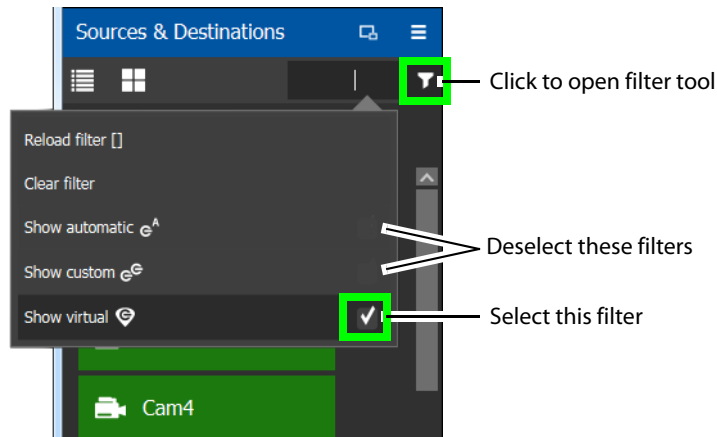 Sources & Destinations
Click to open filter tool
Reload filter []
Clear filter
Show automatic
Deselect these filters
Show custom
Show virtual
Select this filter
Cam4